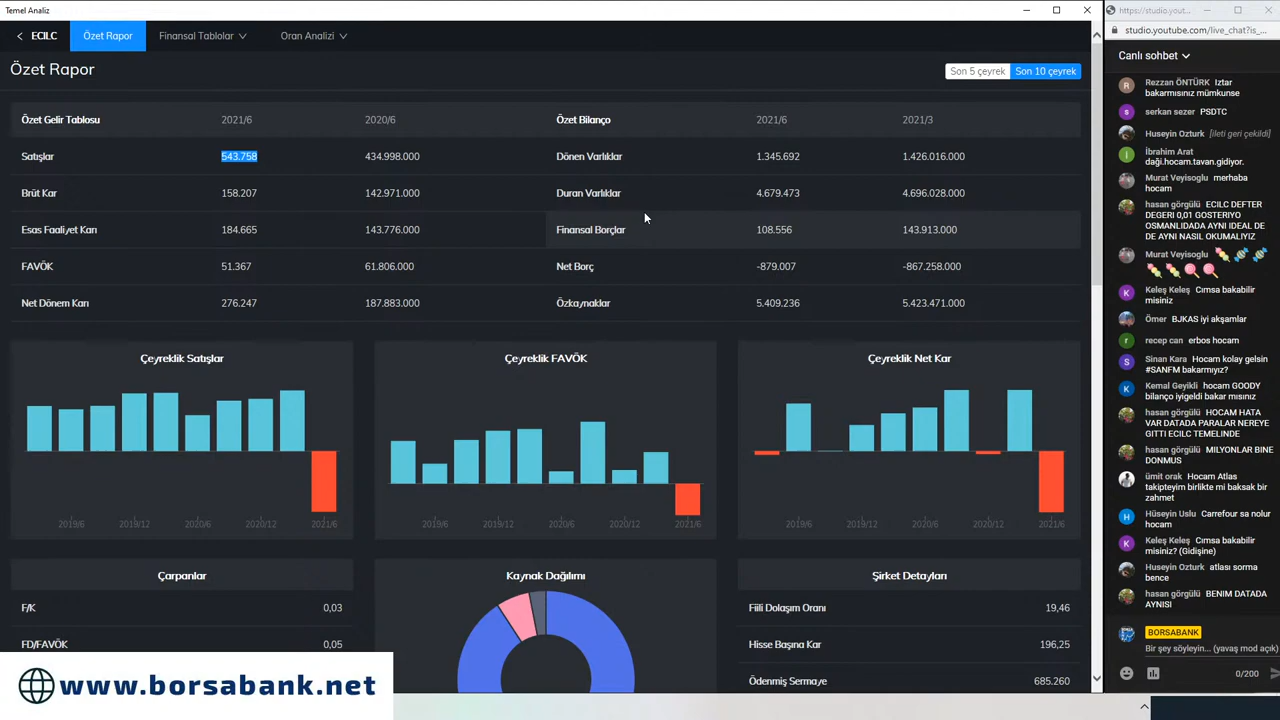 Temel Analiz
ECILC
Özet Rapor
Finansal Tablolar
Oran Analizi
Özet Rapor
Son 5 çeyrek
Son 10 çeyrek
Özet Gelir Tablosu 2021/6 2020/6
Satışlar 543.758 434.998.000
Brüt Kar 158.207 142.971.000
Esas Faaliyet Karı 184.665 143.776.000
FAVÖK 51.367 61.806.000
Net Dönem Karı 276.247 187.883.000
Özet Bilanço 2021/6 2021/3
Dönen Varlıklar 1.345.692 1.426.016.000
Duran Varlıklar 4.679.473 4.696.028.000
Finansal Borçlar 108.556 143.913.000
Net Borç -879.007 -867.258.000
Özkaynaklar 5.409.236 5.423.471.000
Çeyreklik Satışlar
2019/6 2019/12 2020/6 2020/12 2021/6
Çeyreklik FAVÖK
2019/6 2019/12 2020/6 2020/12 2021/6
Çeyreklik Net Kar
2019/6 2019/12 2020/6 2020/12 2021/6
Çarpanlar
F/K 0,03
FD/FAVÖK 0,05
Kaynak Dağılımı
Şirket Detayları
Fiili Dolaşım Oranı 19,46
Hisse Başına Kar 196,25
Ödenmiş Sermaye 685.260
www.borsabank.net
https://studio.yout...
studio.youtube.com/live_chat?is_...
Canlı sohbet
Rezzan ÖNTÜRK Iztar
bakarmısınız mümkunse
serkan sezer PSDTC
Huseyin Ozturk [ileti geri çekildi]
İbrahim Arat
daği.hocam.tavan.gidiyor.
Murat Veyisoglu merhaba
hocam
hasan görgülü ECILC DEFTER
DEGERI 0,01 GOSTERIYO
OSMANLIDADA AYNI IDEAL DE
DE AYNI NASIL OKUMALIYIZ
Murat Veyisoglu
Keleş Keleş Cımsa bakabilir
misiniz
Ömer BJKAS iyi akşamlar
recep can erbos hocam
Sinan Kara Hocam kolay gelsin
#SANFM bakarmıyız?
Kemal Geyikli hocam GOODY
bilanço iyigeldi bakar mısınız
hasan görgülü HOCAM HATA
VAR DATADA PARALAR NEREYE
GITTI ECILC TEMELINDE
hasan görgülü MILYONLAR BINE
DONMUS
ümit orak Hocam Atlas
takipteyim birlikte mi baksak bir
zahmet
Hüseyin Uslu Carrefour sa nolur
hocam
Keleş Keleş Cımsa bakabilir
misiniz? (Gidişine)
Huseyin Ozturk atlası sorma
bence
hasan görgülü BENIM DATADA
AYNISI
BORSABANK
Bir şey söyleyin... (yavaş mod açık)
0/200